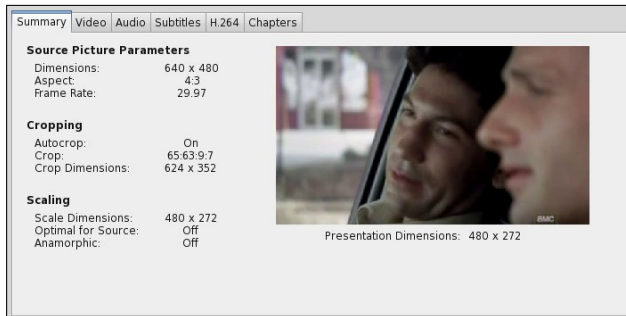 Summary Video Audio Subtitles H.264 Chapters
Source Picture Parameters
Dimensions: 640 x 480
Aspect: 4:3
Frame Rate: 29.97
Cropping
Autocrop: On
Crop: 65:63:9:7
Crop Dimensions: 624 x 352
Scaling
Scale Dimensions: 480 x 272
Optimal for Source: Off
Anamorphic: Off
aMC
Presentation Dimensions: 480 x 272